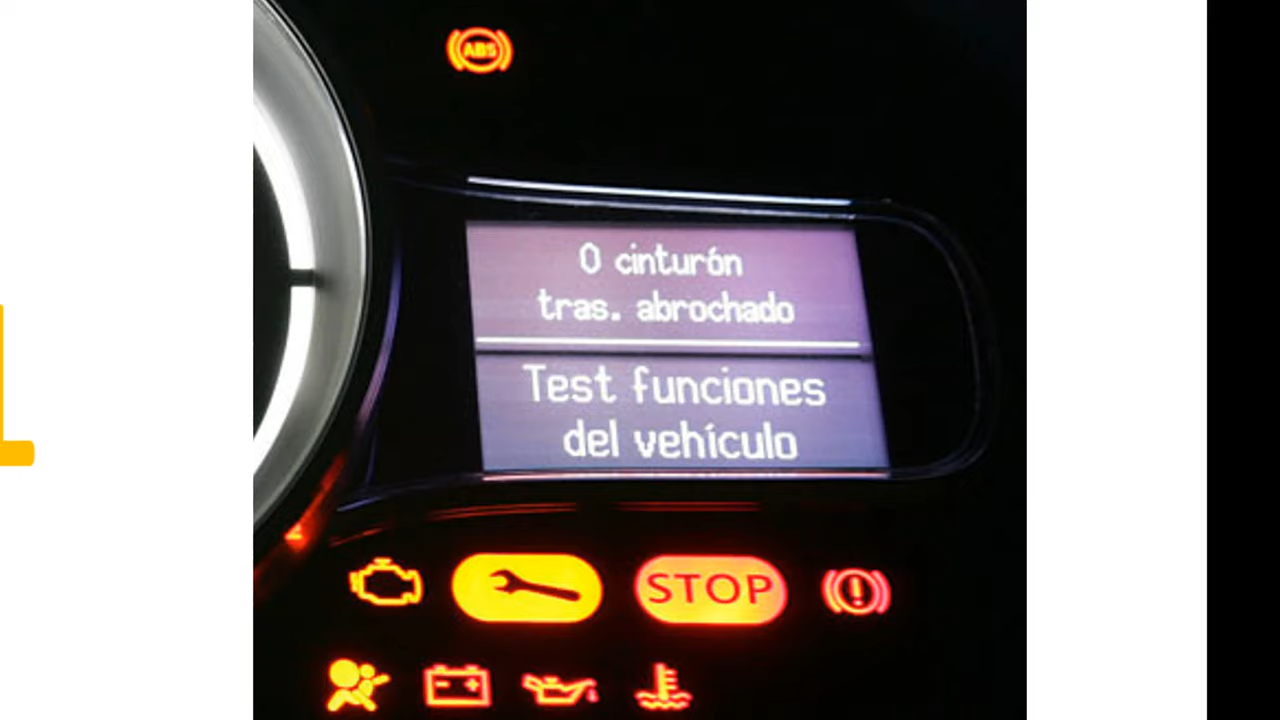 ABS
0 cinturón
tras. abrochado
Test funciones
del vehículo
STOP